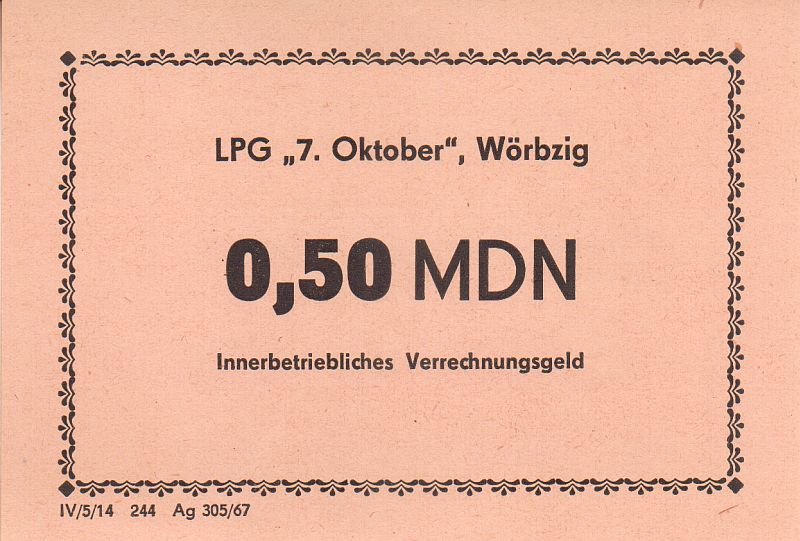 LPG „7. Oktober“, Wörbzig
0,50 MDN
Innerbetriebliches Verrechnungsgeld
IV/5/14 244 Ag 305/67